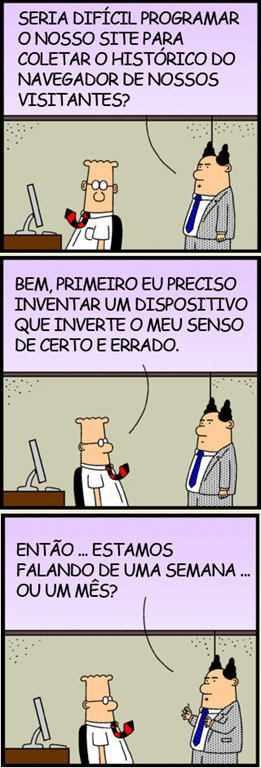 SERIA DIFÍCIL PROGRAMAR
O NOSSO SITE PARA
COLETAR O HISTÓRICO DO
NAVEGADOR DE NOSSOS
VISITANTES?
BEM, PRIMEIRO EU PRECISO
INVENTAR UM DISPOSITIVO
QUE INVERTE O MEU SENSO
DE CERTO E ERRADO.
ENTÃO ... ESTAMOS
FALANDO DE UMA SEMANA ...
OU UM MÊS?